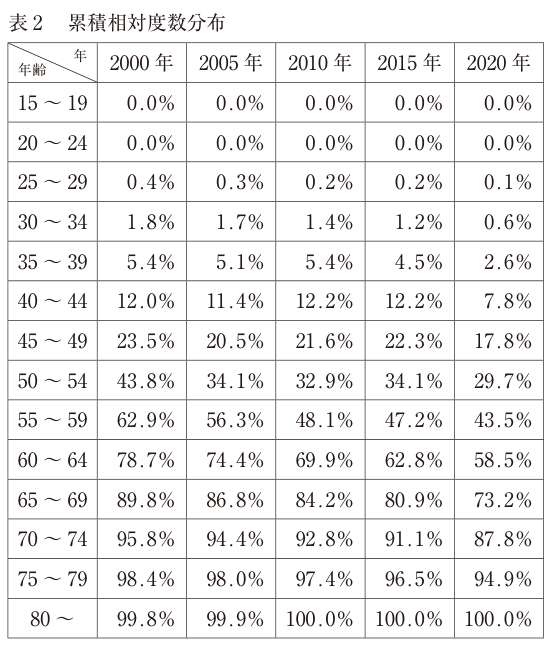 表2 累積相対度数分布
年
年齢 2000年 2005年 2010年 2015年 2020年
15～19 0.0% 0.0% 0.0% 0.0% 0.0%
20～24 0.0% 0.0% 0.0% 0.0% 0.0%
25～29 0.4% 0.3% 0.2% 0.2% 0.1%
30～34 1.8% 1.7% 1.4% 1.2% 0.6%
35～39 5.4% 5.1% 5.4% 4.5% 2.6%
40～44 12.0% 11.4% 12.2% 12.2% 7.8%
45～49 23.5% 20.5% 21.6% 22.3% 17.8%
50～54 43.8% 34.1% 32.9% 34.1% 29.7%
55～59 62.9% 56.3% 48.1% 47.2% 43.5%
60～64 78.7% 74.4% 69.9% 62.8% 58.5%
65～69 89.8% 86.8% 84.2% 80.9% 73.2%
70～74 95.8% 94.4% 92.8% 91.1% 87.8%
75～79 98.4% 98.0% 97.4% 96.5% 94.9%
80～ 99.8% 99.9% 100.0% 100.0% 100.0%